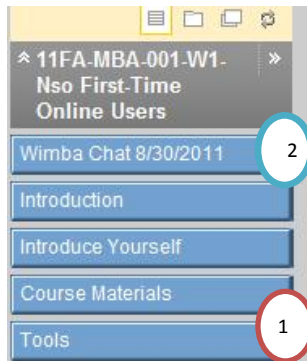 11FA-MBA-001-W1-
Nso First-Time
Online Users
Wimba Chat 8/30/2011
2
Introduction
Introduce Yourself
Course Materials
Tools
1